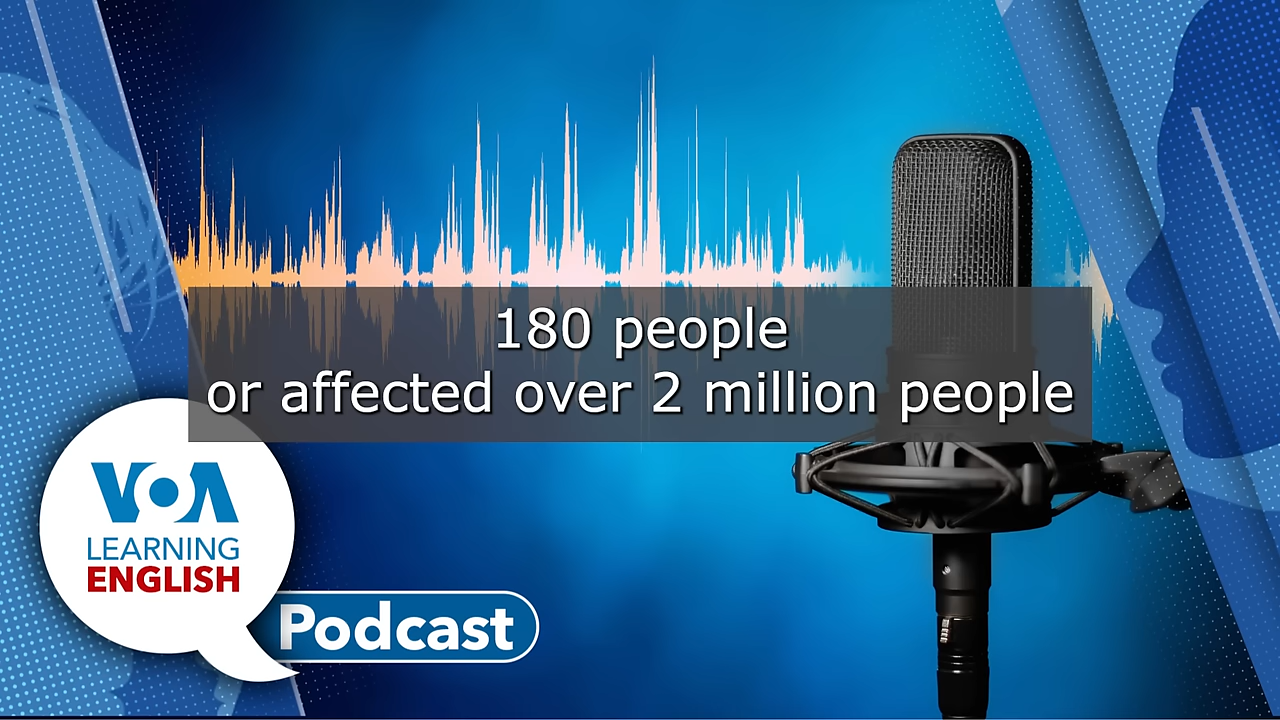 180 people
or affected over 2 million people
VOA
LEARNING
ENGLISH
Podcast